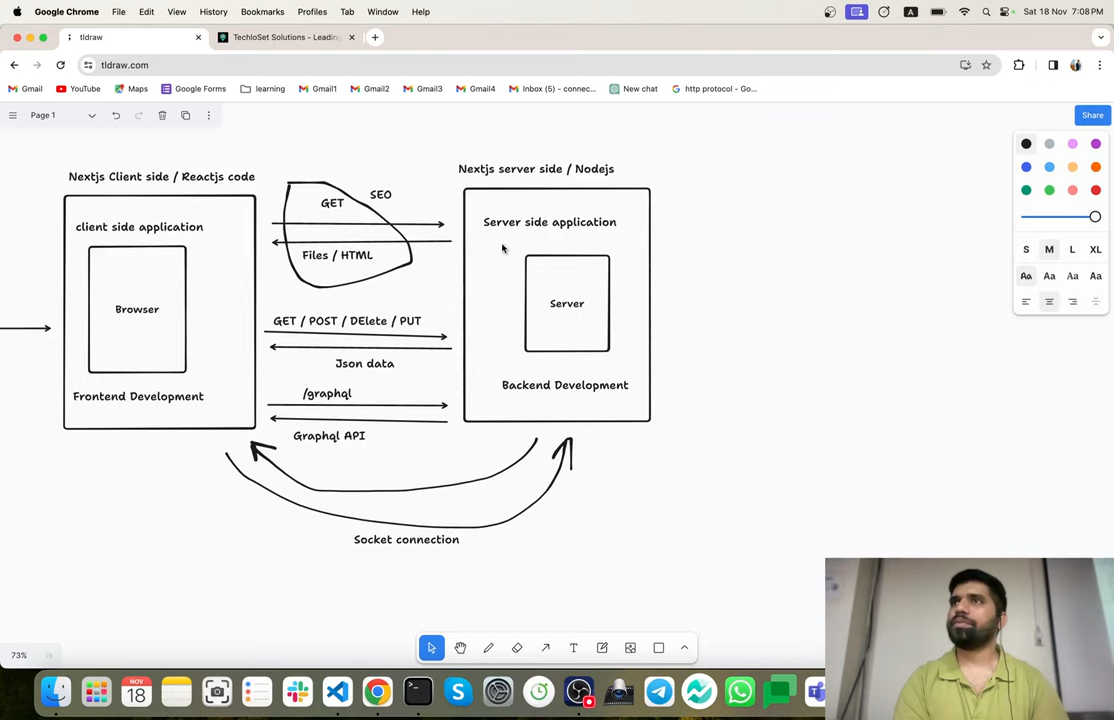 Google Chrome File Edit View History Bookmarks Profiles Tab Window Help
A
Sat 18 Nov 7:08 PM
tldraw
TechloSet Solutions - Leadin
tldraw.com
Gmail
YouTube
Maps
Google Forms
learning
Gmail1
Gmail2
Gmail3
Gmail4
Inbox (5) - connec...
New chat
http protocol - Go...
Page 1
Share
Nextjs Client side / Reactjs code
Nextjs server side / Nodejs
client side application
Browser
Frontend Development
GET
SEO
Files / HTML
GET / POST / DElete / PUT
Json data
/graphql
Graphql API
Server side application
Server
Backend Development
Socket connection
S M L XL
Aa Aa Aa Aa
73%
T
NOV
18